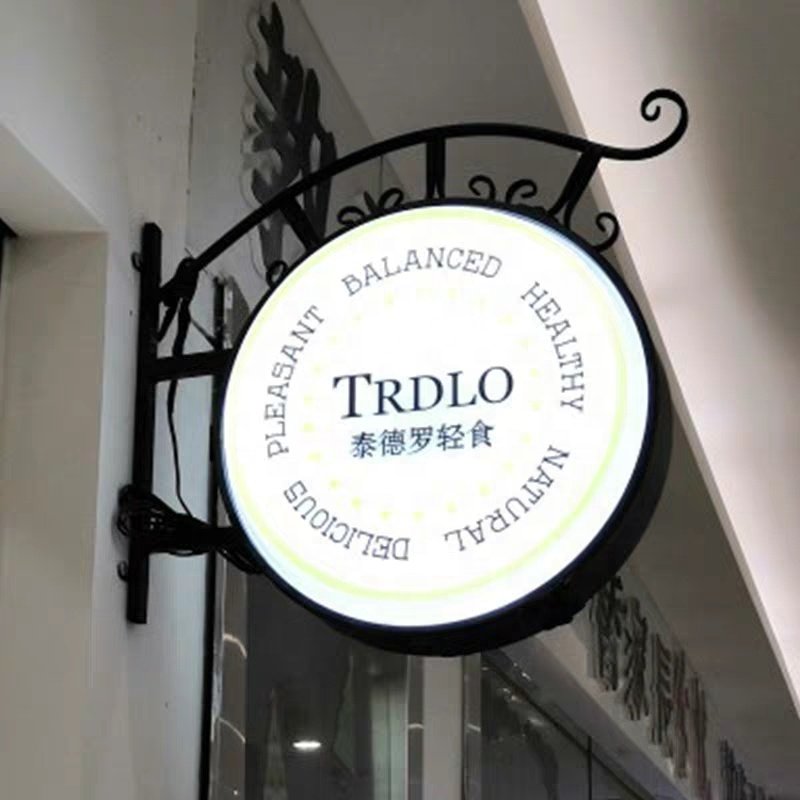 BALANCED
HEALTHY
NATURAL
DELICIOUS
PLEASANT
TRDLO
泰德罗轻食